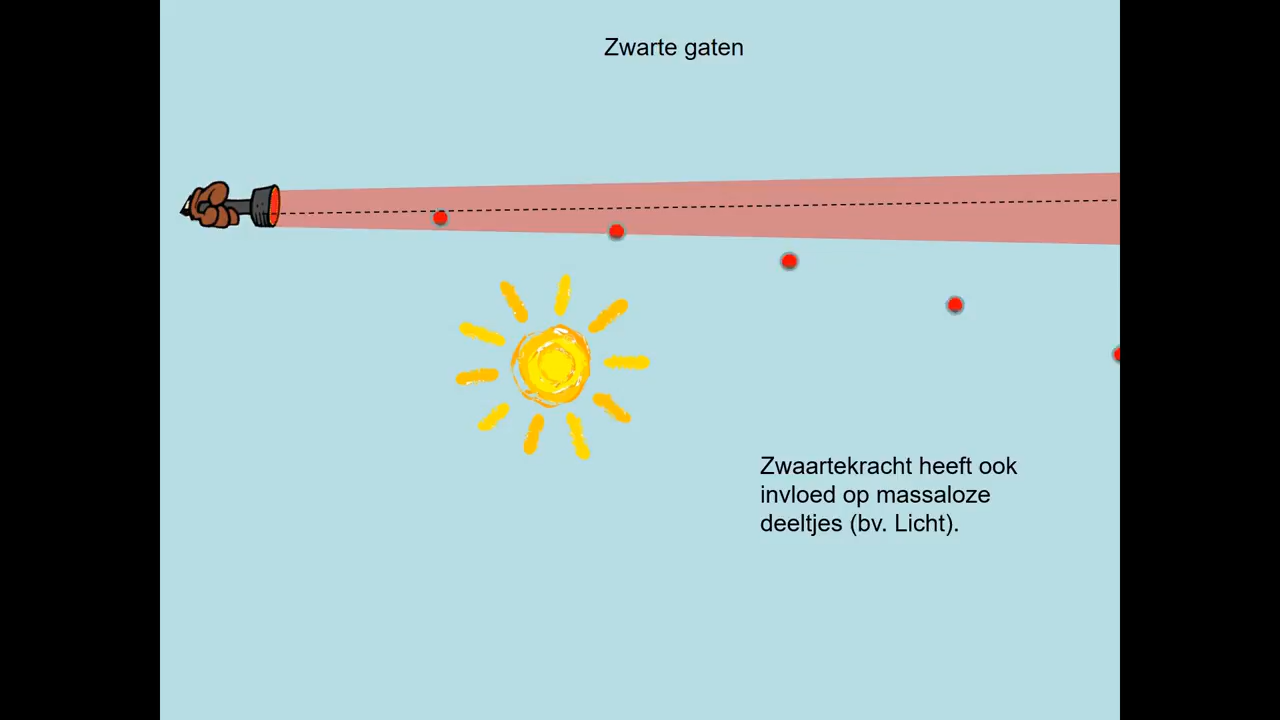 Zwarte gaten
Zwaartekracht heeft ook
invloed op massaloze
deeltjes (bv. Licht).